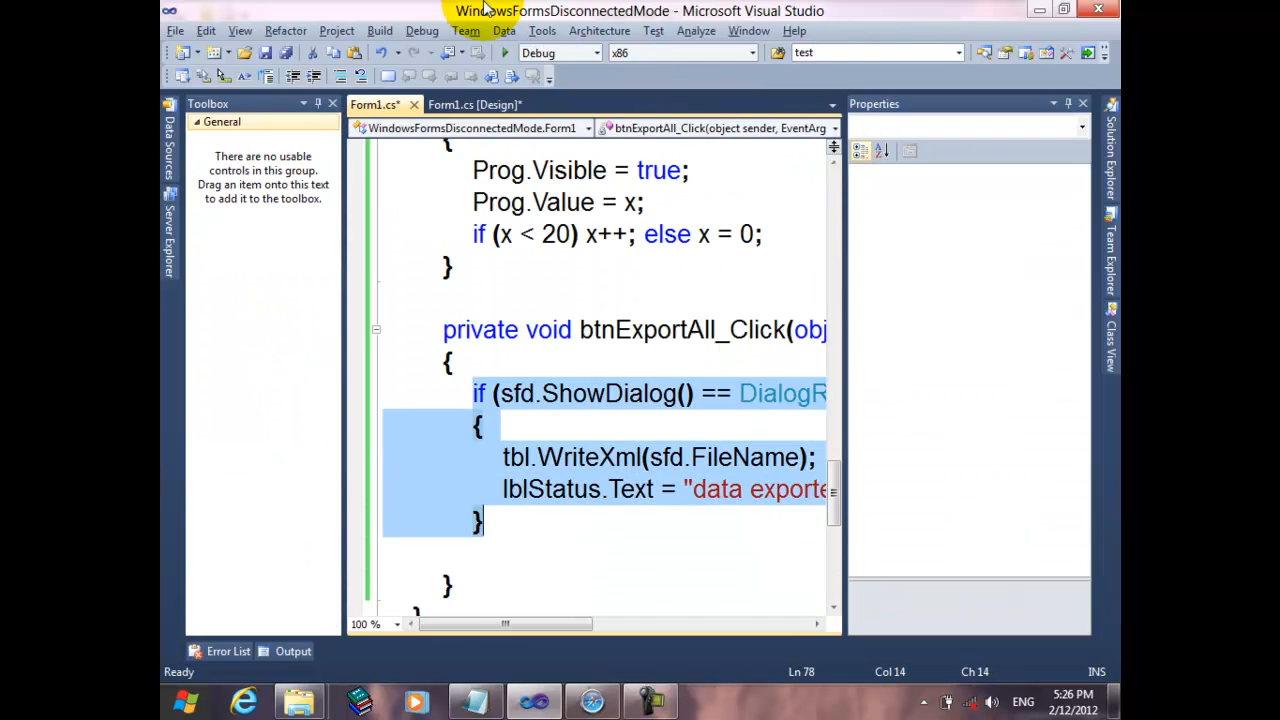 WindowsFormsDisconnectedMode - Microsoft Visual Studio
File Edit View Refactor Project Build Debug Team Data Tools Architecture Test Analyze Window Help
Debug x86 test
Toolbox
General
There are no usable
controls in this group.
Drag an item onto this text
to add it to the toolbox.
Data Sources
Server Explorer
Form1.cs* Form1.cs [Design]*
WindowsFormsDisconnectedMode.Form1 btnExportAll_Click(object sender, EventArg
{
Prog.Visible = true;
Prog.Value = x;
if (x < 20) x++; else x = 0;
}
private void btnExportAll_Click(obj
{
if (sfd.ShowDialog() == DialogR
{
tbl.WriteXml(sfd.FileName);
lblStatus.Text = "data exporte
}
}
}
100 %
Properties
Solution Explorer
Team Explorer
Class View
Error List Output
Ready Ln 78 Col 14 Ch 14 INS
ENG
5:26 PM
2/12/2012